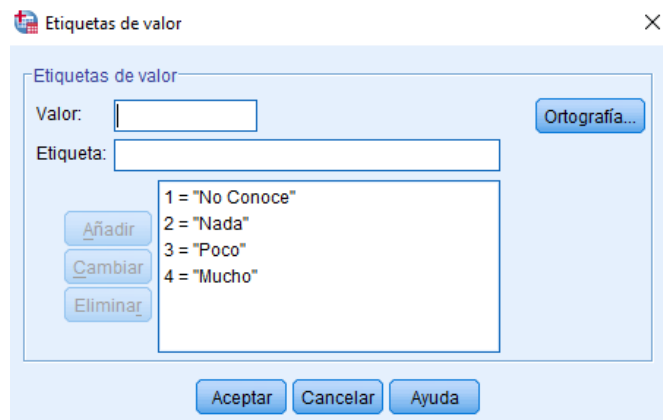 Etiquetas de valor
Etiquetas de valor
Valor:
Ortografía...
Etiqueta:
1 = "No Conoce"
2 = "Nada"
3 = "Poco"
4 = "Mucho"
Añadir
Cambiar
Eliminar
Aceptar
Cancelar
Ayuda